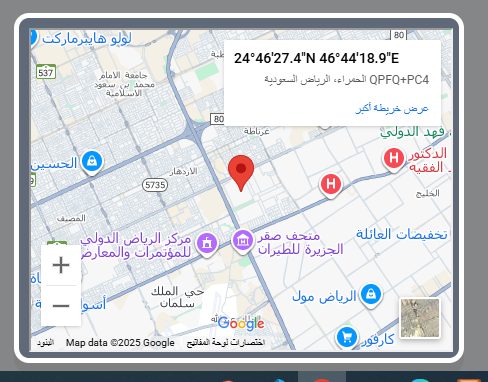 لولو هايبرماركت
80
24°46'27.4"N 46°44'18.9"E
QPFQ+PC4 الحمراء، الرياض السعودية
عرض خريطة أكبر
537
جامعة الامام
محمد بن سعود
الاسلامية
80
غرناطة
فهد الدولي
الدكتور
الفقيه
الحسين
الازدهار
5735
الخليج
المصيف
تخفيضات العائلة
متحف صقر
الجزيرة للطيران
مركز الرياض الدولي
للمؤتمرات والمعارض
حي الملك
سلمان
الرياض مول
كارفور
Google
اختصارات لوحة المفاتيح
Map data ©2025 Google
البنود